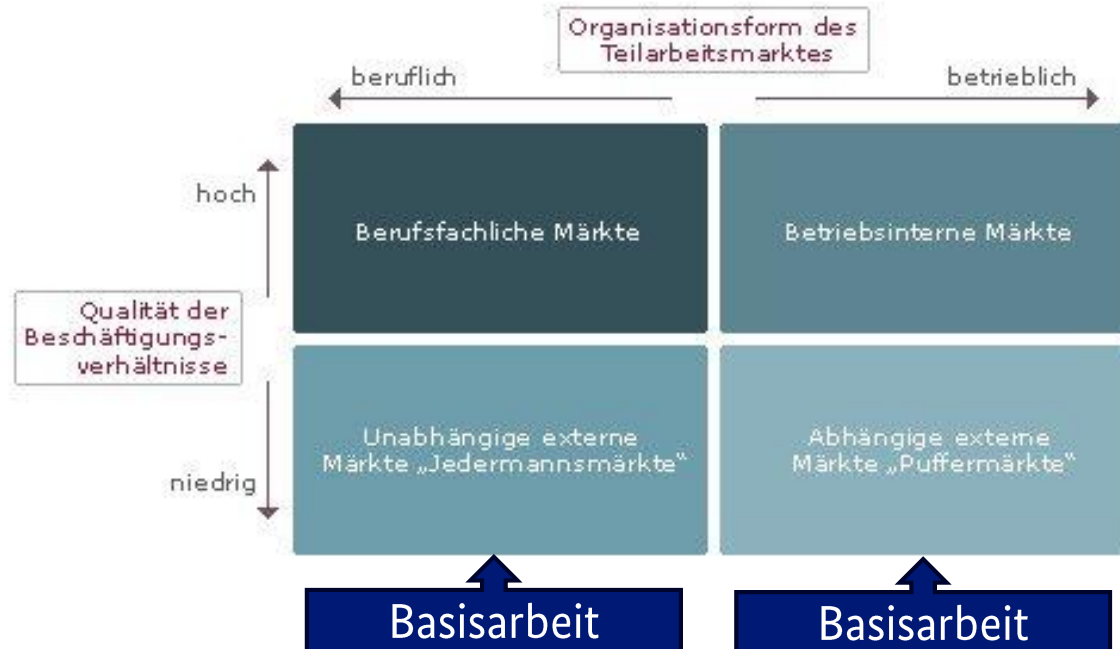 Organisationsform des
Teilarbeitsmarktes
beruflich
betrieblich
hoch
Berufsfachliche Märkte
Betriebsinterne Märkte
Qualität der
Beschäftigungs-
verhältnisse
Unabhängige externe
Märkte „Jedermannsmärkte“
Abhängige externe
Märkte „Puffermärkte“
niedrig
Basisarbeit
Basisarbeit